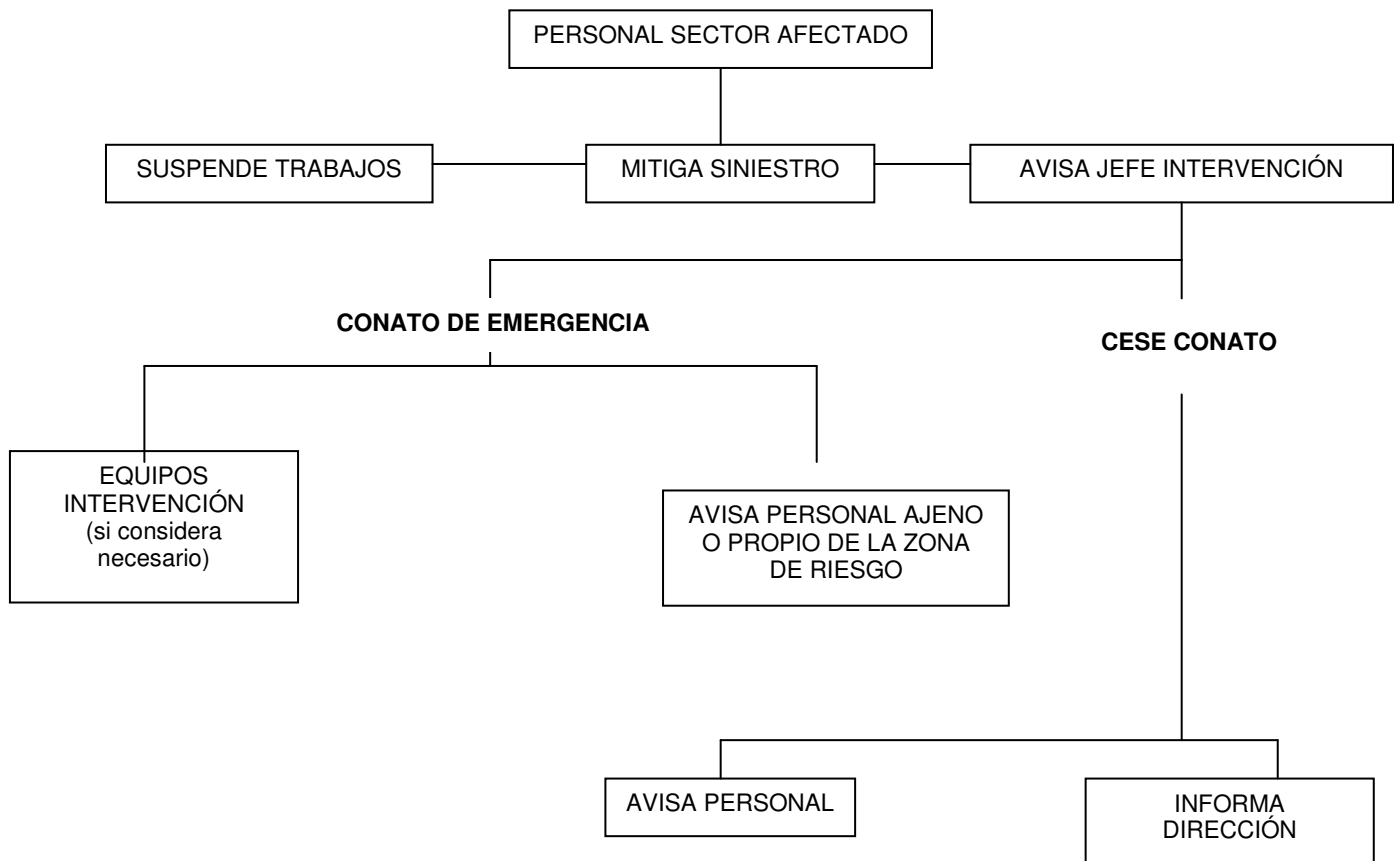 PERSONAL SECTOR AFECTADO
SUSPENDE TRABAJOS
MITIGA SINIESTRO
AVISA JEFE INTERVENCIÓN
CONATO DE EMERGENCIA
CESE CONATO
EQUIPOS
INTERVENCIÓN
(si considera
necesario)
AVISA PERSONAL AJENO
O PROPIO DE LA ZONA
DE RIESGO
AVISA PERSONAL
INFORMA
DIRECCIÓN